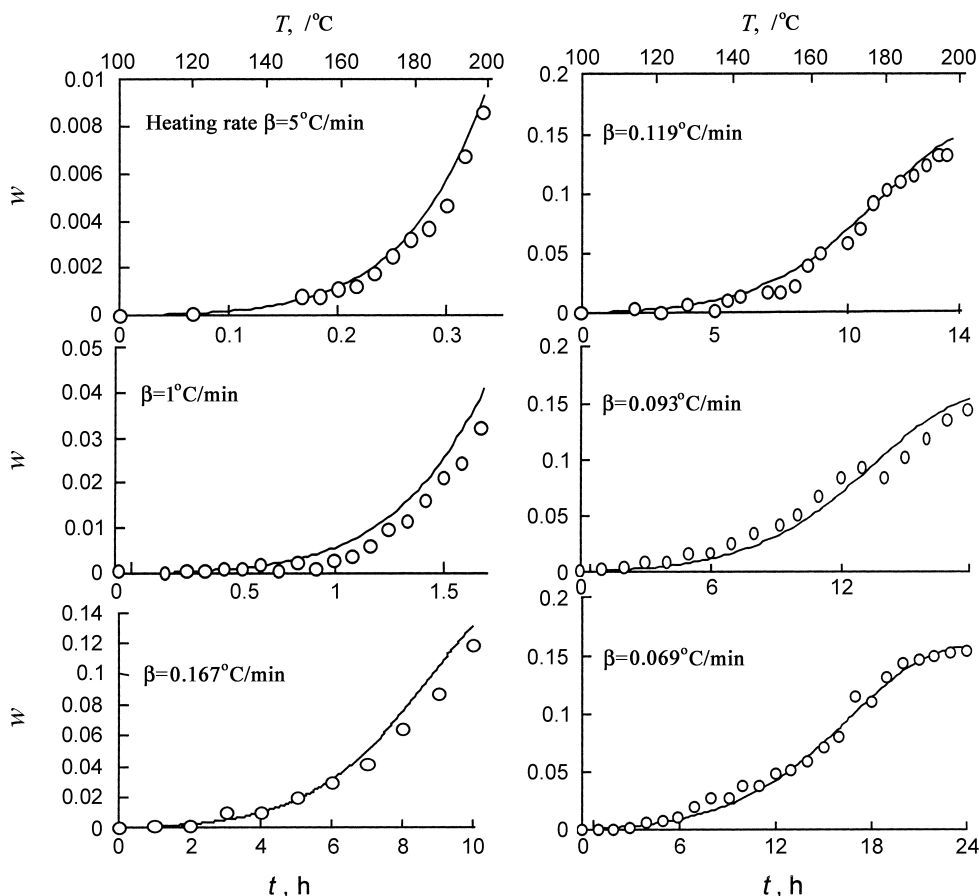 T, /°C
100 120 140 160 180 200
0.01
0.008
0.006
0.004
0.002
0
w
Heating rate β=5°C/min
0 0.1 0.2 0.3
T, /°C
100 120 140 160 180 200
0.2
0.15
0.1
0.05
0
β=0.119°C/min
0 5 10 14
0.05
0.04
0.03
0.02
0.01
0
w
β=1°C/min
0 0.5 1 1.5
0.2
0.15
0.1
0.05
0
β=0.093°C/min
0 6 12
0.14
0.12
0.1
0.08
0.06
0.04
0.02
0
w
β=0.167°C/min
0 2 4 6 8 10
t, h
0.2
0.15
0.1
0.05
0
β=0.069°C/min
0 6 12 18 24
t, h